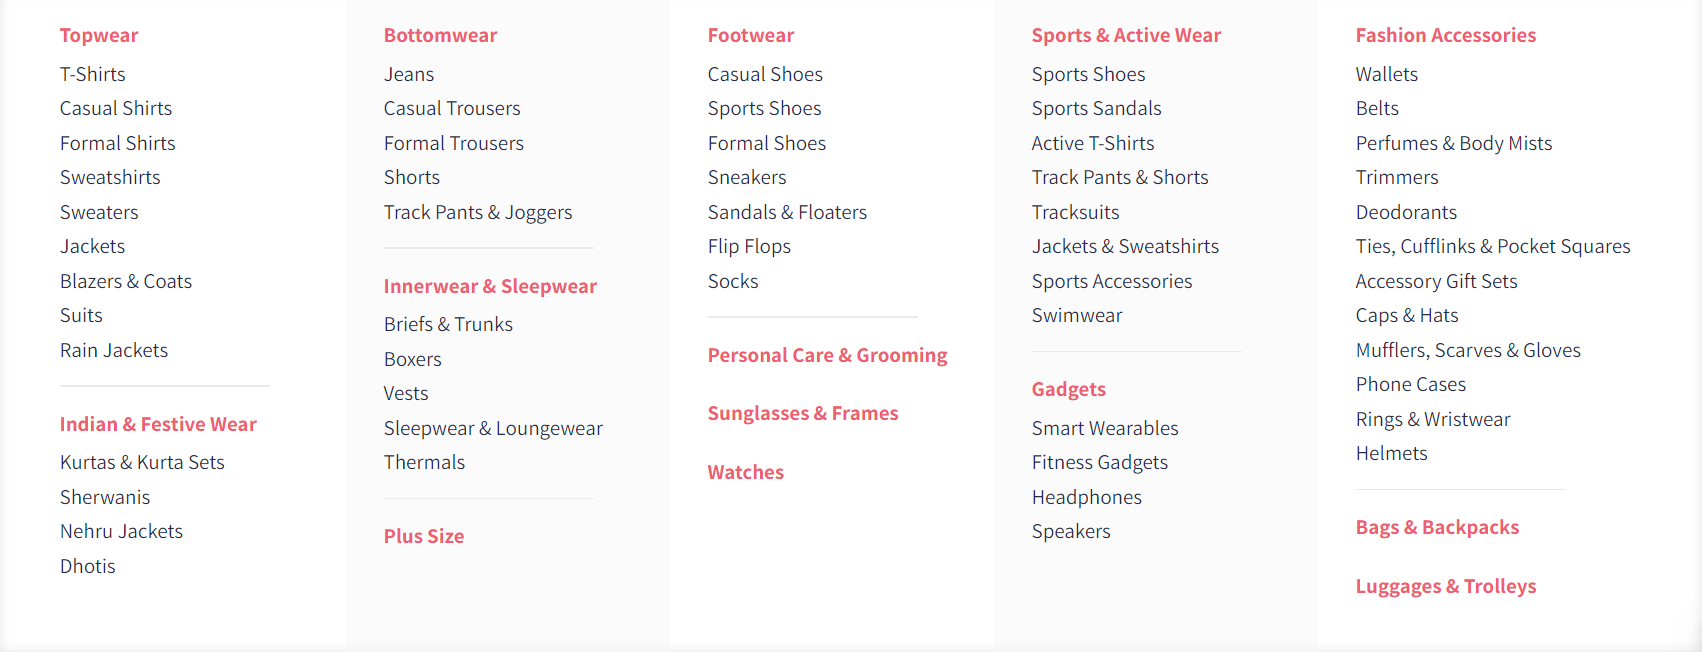 Topwear
T-Shirts
Casual Shirts
Formal Shirts
Sweatshirts
Sweaters
Jackets
Blazers & Coats
Suits
Rain Jackets
Indian & Festive Wear
Kurtas & Kurta Sets
Sherwanis
Nehru Jackets
Dhotis
Bottomwear
Jeans
Casual Trousers
Formal Trousers
Shorts
Track Pants & Joggers
Innerwear & Sleepwear
Briefs & Trunks
Boxers
Vests
Sleepwear & Loungewear
Thermals
Plus Size
Footwear
Casual Shoes
Sports Shoes
Formal Shoes
Sneakers
Sandals & Floaters
Flip Flops
Socks
Personal Care & Grooming
Sunglasses & Frames
Watches
Sports & Active Wear
Sports Shoes
Sports Sandals
Active T-Shirts
Track Pants & Shorts
Tracksuits
Jackets & Sweatshirts
Sports Accessories
Swimwear
Gadgets
Smart Wearables
Fitness Gadgets
Headphones
Speakers
Fashion Accessories
Wallets
Belts
Perfumes & Body Mists
Trimmers
Deodorants
Ties, Cufflinks & Pocket Squares
Accessory Gift Sets
Caps & Hats
Mufflers, Scarves & Gloves
Phone Cases
Rings & Wristwear
Helmets
Bags & Backpacks
Luggages & Trolleys